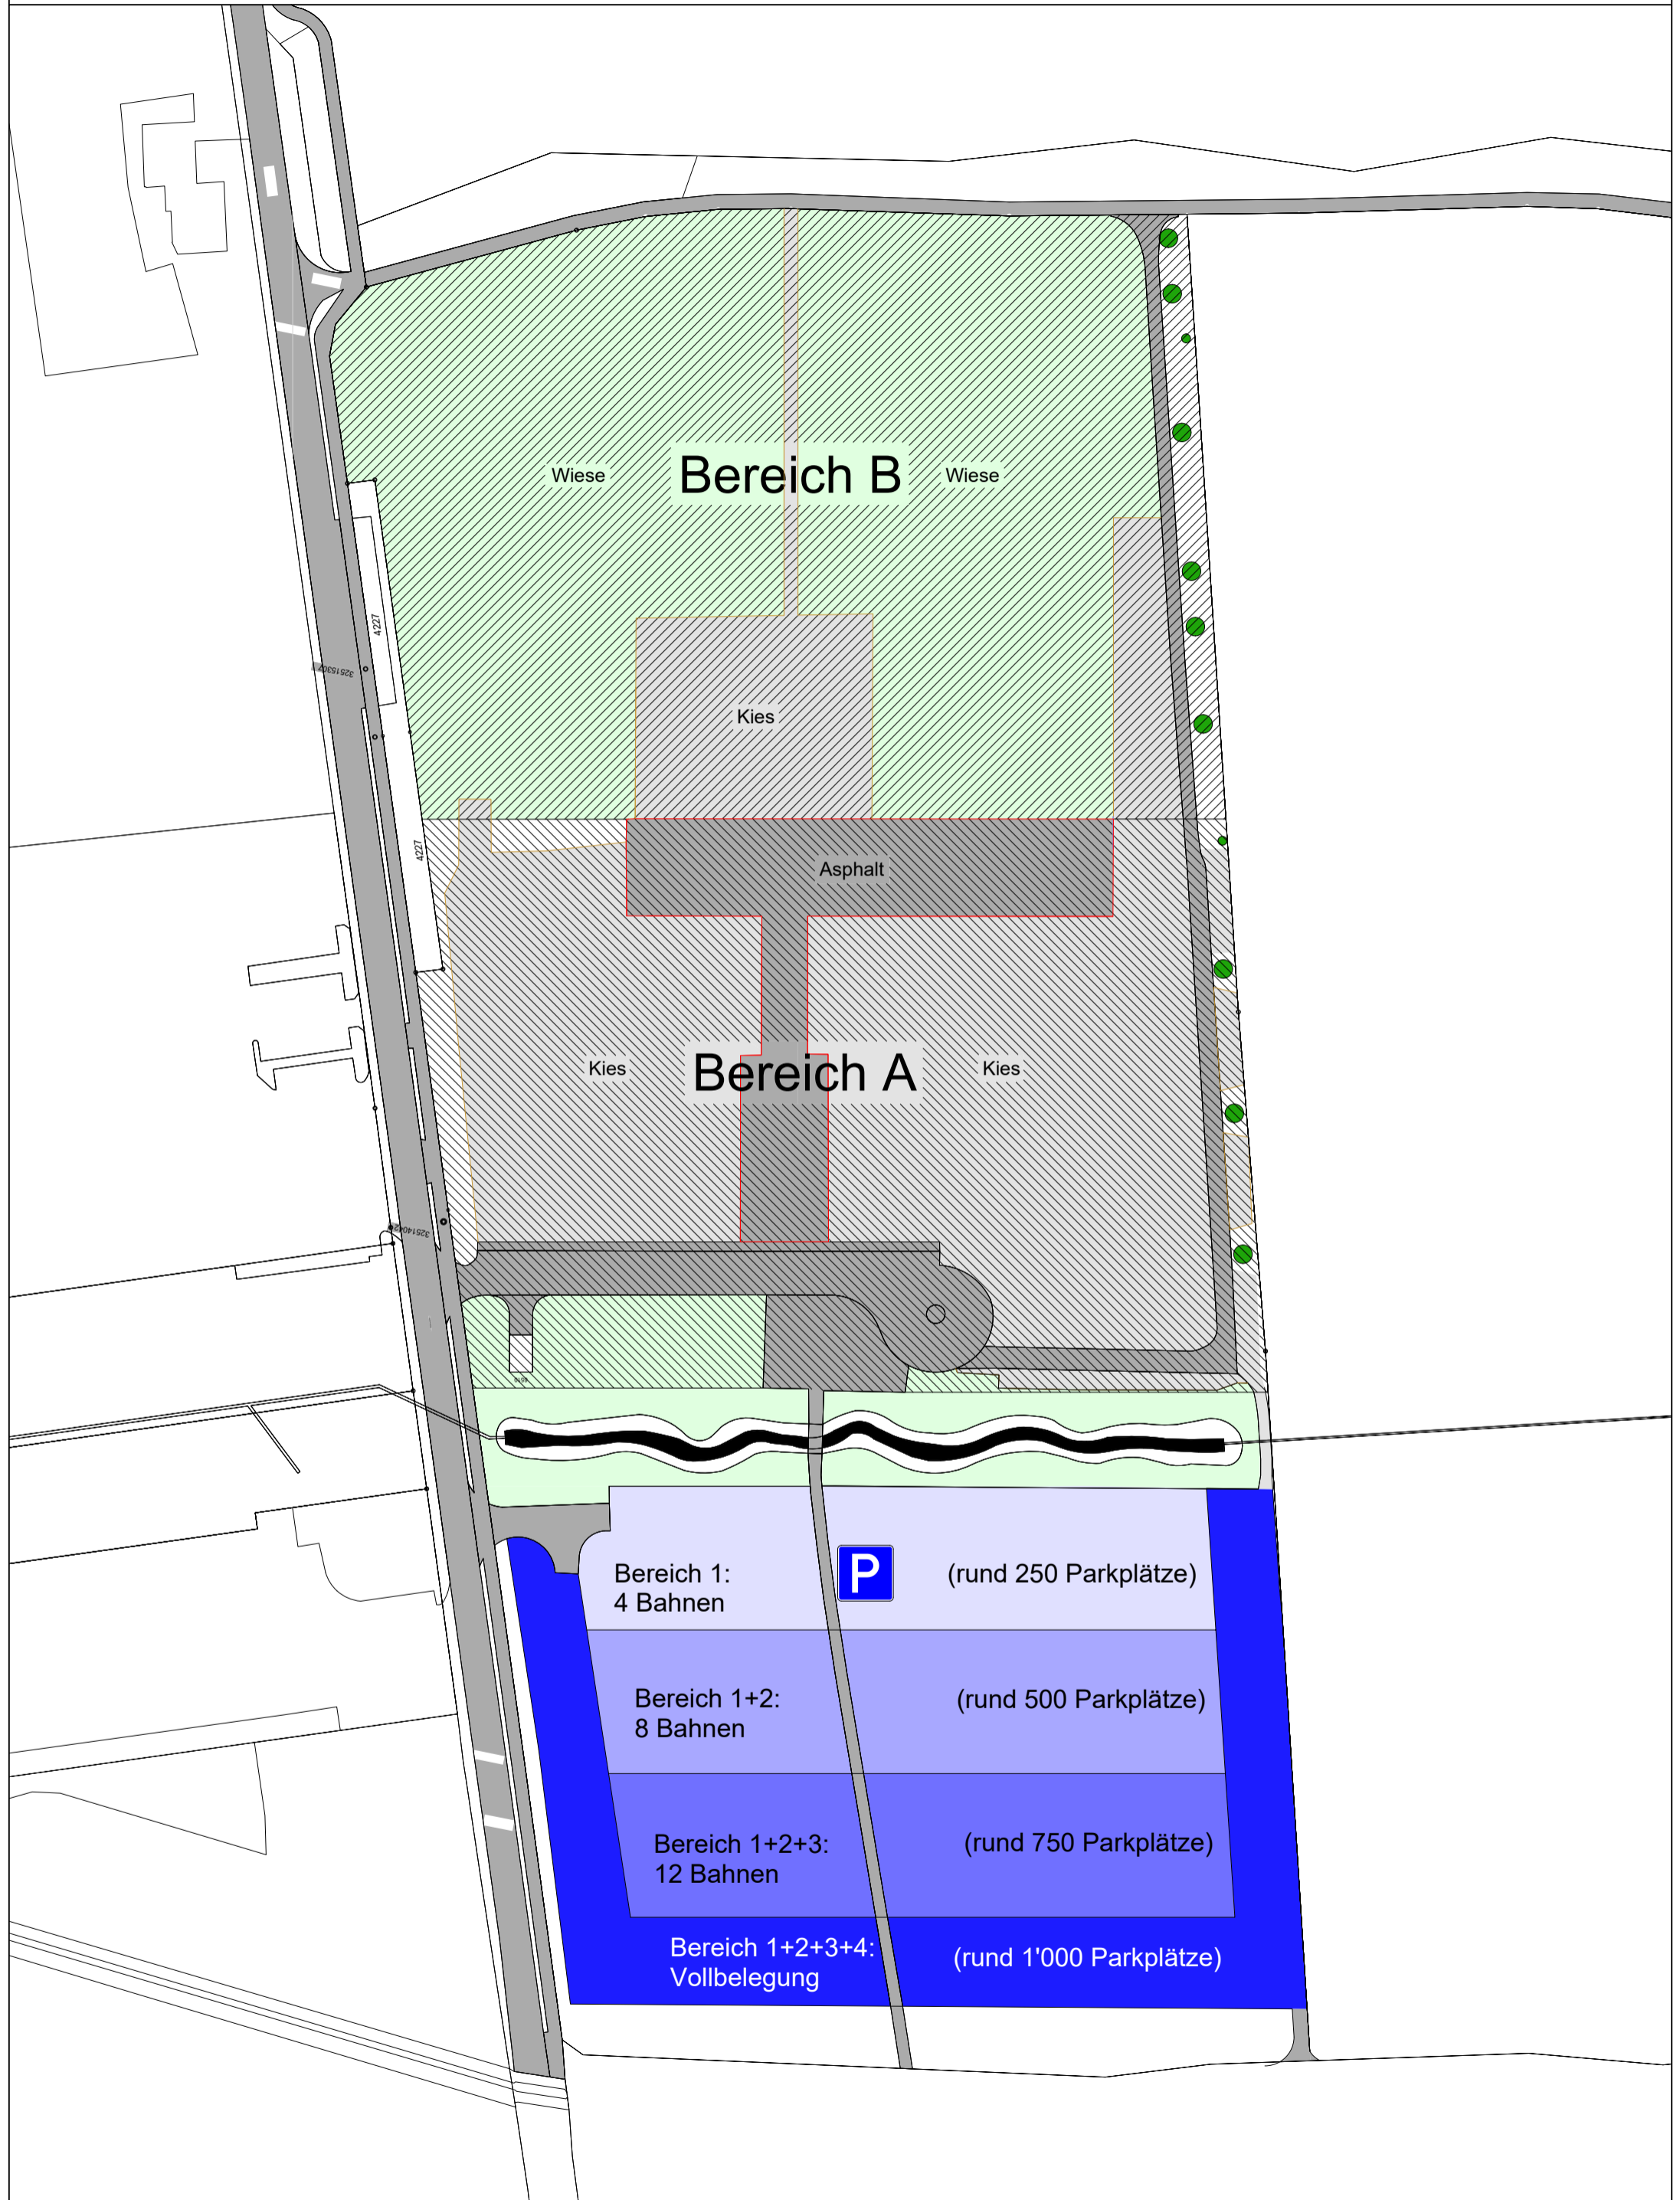 Wiese
Bereich B
Wiese
4227
Kies
4227
Asphalt
Kies
Bereich A
Kies
Bereich 1:
4 Bahnen
P
(rund 250 Parkplätze)
Bereich 1+2:
8 Bahnen
(rund 500 Parkplätze)
Bereich 1+2+3:
12 Bahnen
(rund 750 Parkplätze)
Bereich 1+2+3+4:
Vollbelegung
(rund 1'000 Parkplätze)